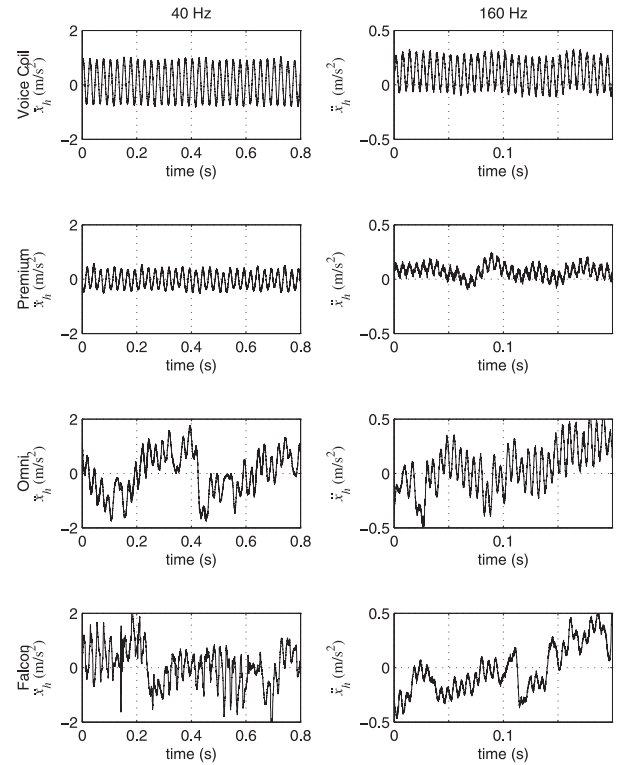 40 Hz 160 Hz
Voice Coil
ẍh (m/s²) ẍh (m/s²)
2 0.5
0 0
−2 −0.5
0 0.2 0.4 0.6 0.8 0 0.1
time (s) time (s)
Premium
ẍh (m/s²) ẍh (m/s²)
2 0.5
0 0
−2 −0.5
0 0.2 0.4 0.6 0.8 0 0.1
time (s) time (s)
Omni
ẍh (m/s²) ẍh (m/s²)
2 0.5
0 0
−2 −0.5
0 0.2 0.4 0.6 0.8 0 0.1
time (s) time (s)
Falcon
ẍh (m/s²) ẍh (m/s²)
2 0.5
0 0
−2 −0.5
0 0.2 0.4 0.6 0.8 0 0.1
time (s) time (s)